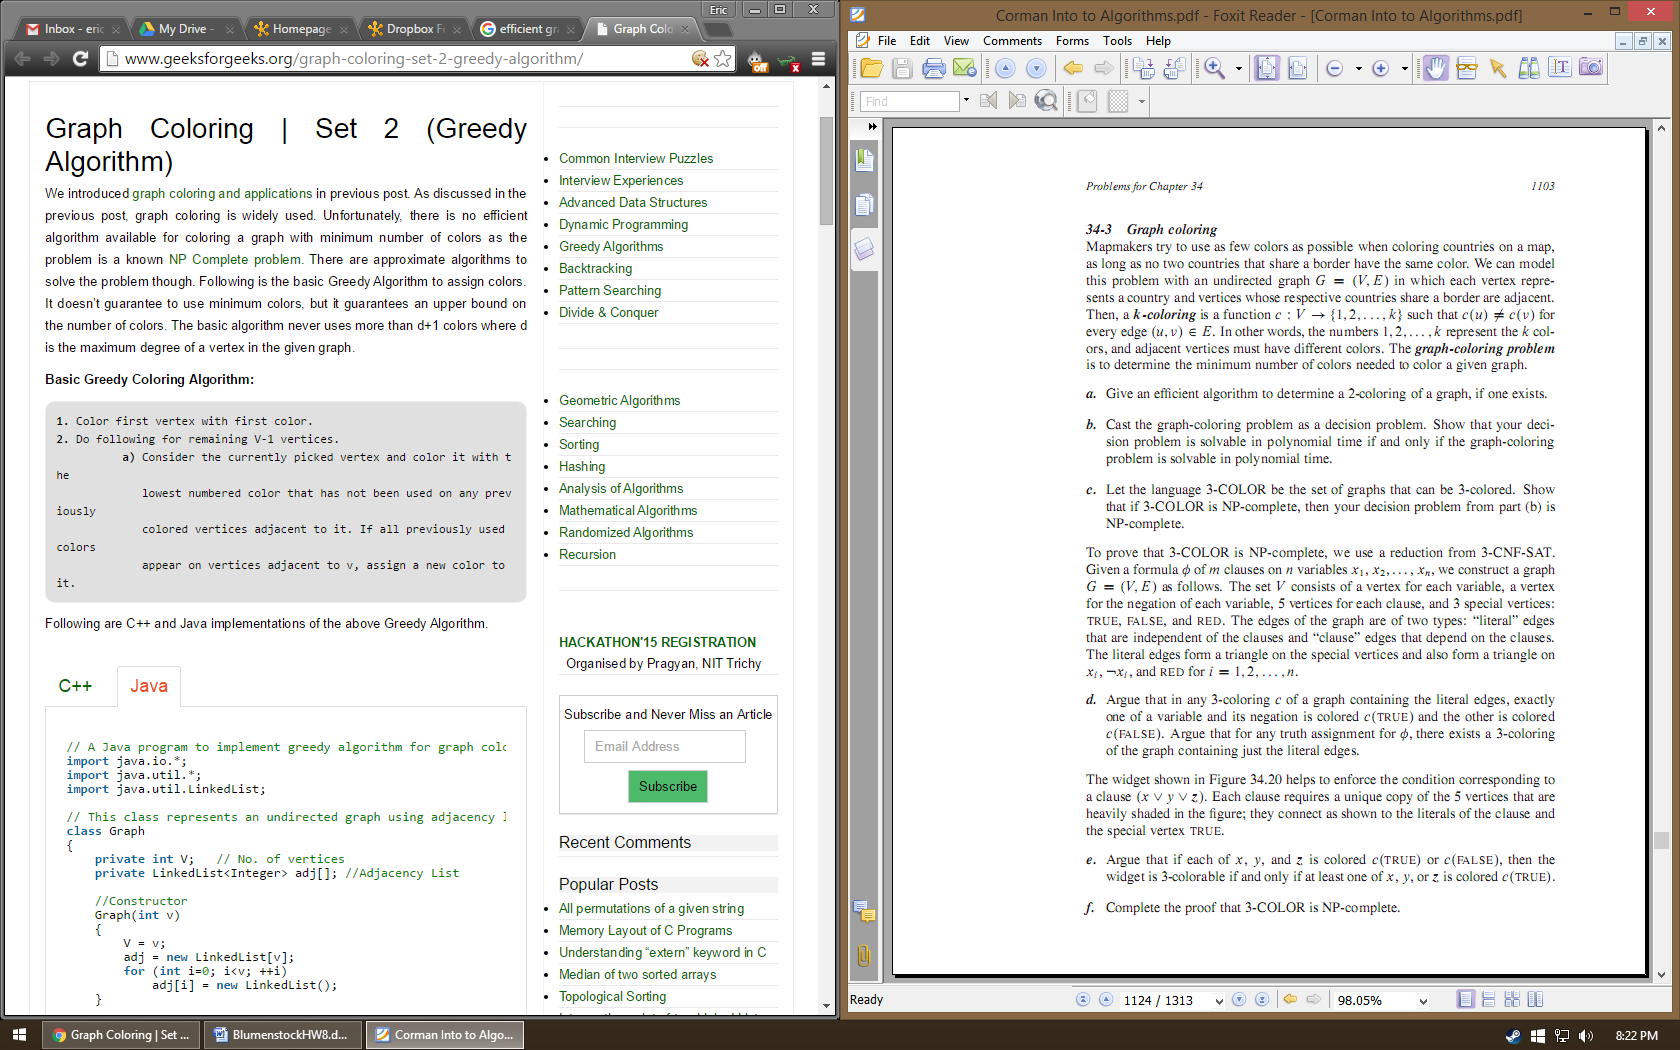 Eric
Inbox - eric
My Drive -
Homepage
Dropbox F
efficient gr
Graph Colo
www.geeksforgeeks.org/graph-coloring-set-2-greedy-algorithm/
off
Graph Coloring | Set 2 (Greedy
Algorithm)
We introduced graph coloring and applications in previous post. As discussed in the
previous post, graph coloring is widely used. Unfortunately, there is no efficient
algorithm available for coloring a graph with minimum number of colors as the
problem is a known NP Complete problem. There are approximate algorithms to
solve the problem though. Following is the basic Greedy Algorithm to assign colors.
It doesn't guarantee to use minimum colors, but it guarantees an upper bound on
the number of colors. The basic algorithm never uses more than d+1 colors where d
is the maximum degree of a vertex in the given graph.
Basic Greedy Coloring Algorithm:
1. Color first vertex with first color.
2. Do following for remaining V-1 vertices.
a) Consider the currently picked vertex and color it with t
he
lowest numbered color that has not been used on any prev
iously
colored vertices adjacent to it. If all previously used
colors
appear on vertices adjacent to v, assign a new color to
it.
Following are C++ and Java implementations of the above Greedy Algorithm.
C++
Java
// A Java program to implement greedy algorithm for graph colo
import java.io.*;
import java.util.*;
import java.util.LinkedList;
// This class represents an undirected graph using adjacency l
class Graph
{
private int V;   // No. of vertices
private LinkedList<Integer> adj[]; //Adjacency List
//Constructor
Graph(int v)
{
V = v;
adj = new LinkedList[v];
for (int i=0; i<v; ++i)
adj[i] = new LinkedList();
}
Common Interview Puzzles
Interview Experiences
Advanced Data Structures
Dynamic Programming
Greedy Algorithms
Backtracking
Pattern Searching
Divide & Conquer
Geometric Algorithms
Searching
Sorting
Hashing
Analysis of Algorithms
Mathematical Algorithms
Randomized Algorithms
Recursion
HACKATHON'15 REGISTRATION
Organised by Pragyan, NIT Trichy
Subscribe and Never Miss an Article
Email Address
Subscribe
Recent Comments
Popular Posts
All permutations of a given string
Memory Layout of C Programs
Understanding "extern" keyword in C
Median of two sorted arrays
Topological Sorting
Corman Into to Algorithms.pdf - Foxit Reader - [Corman Into to Algorithms.pdf]
File Edit View Comments Forms Tools Help
Find
Problems for Chapter 34 1103
34-3 Graph coloring
Mapmakers try to use as few colors as possible when coloring countries on a map,
as long as no two countries that share a border have the same color. We can model
this problem with an undirected graph G = (V, E) in which each vertex repre-
sents a country and vertices whose respective countries share a border are adjacent.
Then, a k-coloring is a function c : V → {1, 2, . . . , k} such that c(u) ≠ c(v) for
every edge (u, v) ∈ E. In other words, the numbers 1, 2, . . . , k represent the k col-
ors, and adjacent vertices must have different colors. The graph-coloring problem
is to determine the minimum number of colors needed to color a given graph.
a. Give an efficient algorithm to determine a 2-coloring of a graph, if one exists.
b. Cast the graph-coloring problem as a decision problem. Show that your deci-
sion problem is solvable in polynomial time if and only if the graph-coloring
problem is solvable in polynomial time.
c. Let the language 3-COLOR be the set of graphs that can be 3-colored. Show
that if 3-COLOR is NP-complete, then your decision problem from part (b) is
NP-complete.
To prove that 3-COLOR is NP-complete, we use a reduction from 3-CNF-SAT.
Given a formula ϕ of m clauses on n variables x₁, x₂, . . . , xₙ, we construct a graph
G = (V, E) as follows. The set V consists of a vertex for each variable, a vertex
for the negation of each variable, 5 vertices for each clause, and 3 special vertices:
TRUE, FALSE, and RED. The edges of the graph are of two types: "literal" edges
that are independent of the clauses and "clause" edges that depend on the clauses.
The literal edges form a triangle on the special vertices and also form a triangle on
xᵢ, ¬xᵢ, and RED for i = 1, 2, . . . , n.
d. Argue that in any 3-coloring c of a graph containing the literal edges, exactly
one of a variable and its negation is colored c(TRUE) and the other is colored
c(FALSE). Argue that for any truth assignment for ϕ, there exists a 3-coloring
of the graph containing just the literal edges.
The widget shown in Figure 34.20 helps to enforce the condition corresponding to
a clause (x ∨ y ∨ z). Each clause requires a unique copy of the 5 vertices that are
heavily shaded in the figure; they connect as shown to the literals of the clause and
the special vertex TRUE.
e. Argue that if each of x, y, and z is colored c(TRUE) or c(FALSE), then the
widget is 3-colorable if and only if at least one of x, y, or z is colored c(TRUE).
f. Complete the proof that 3-COLOR is NP-complete.
Ready
1124 / 1313
98.05%
Graph Coloring | Set ...
BlumenstockHW8.d...
Corman Into to Algo...
8:22 PM